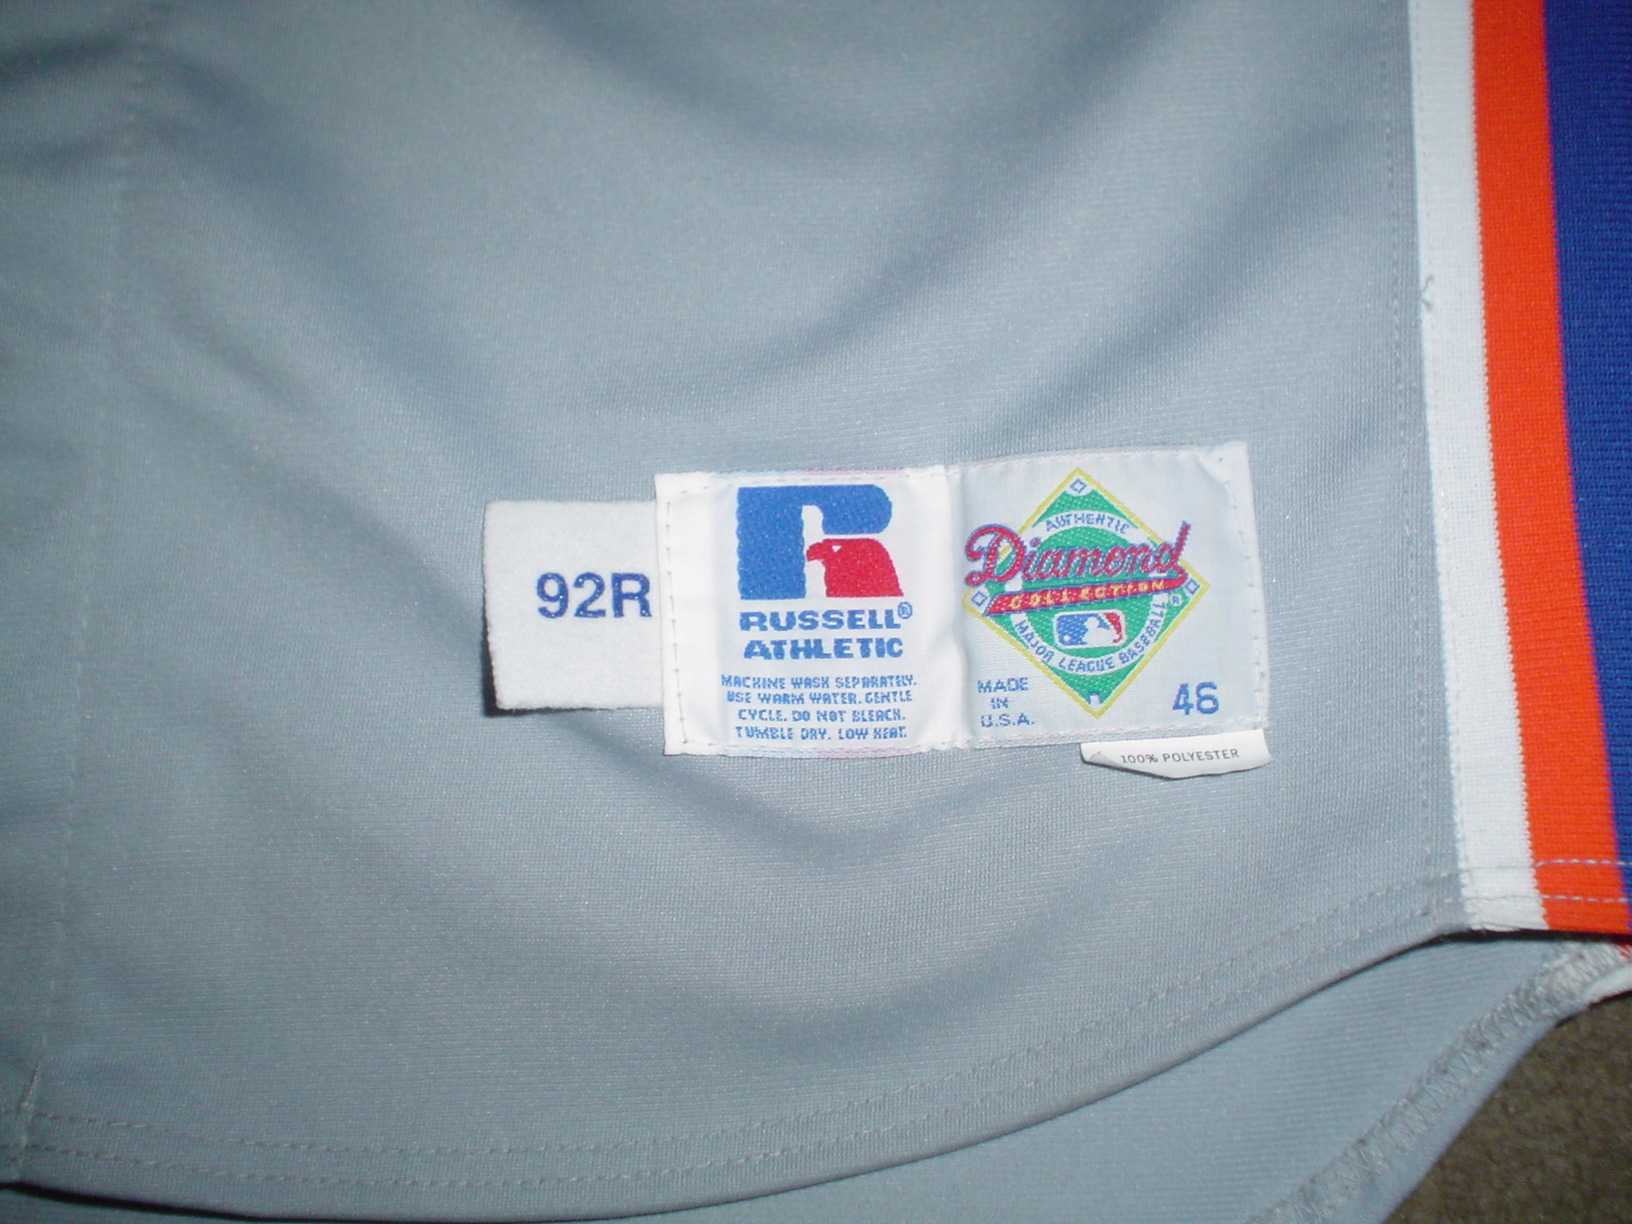 92R
RUSSELL®
ATHLETIC
MACHINE WASH SEPARATELY.
USE WARM WATER. GENTLE
CYCLE. DO NOT BLEACH.
TUMBLE DRY. LOW HEAT.
AUTHENTIC
Diamond
COLLECTION
MAJOR LEAGUE BASEBALL
MADE
IN
U.S.A.
46
100% POLYESTER